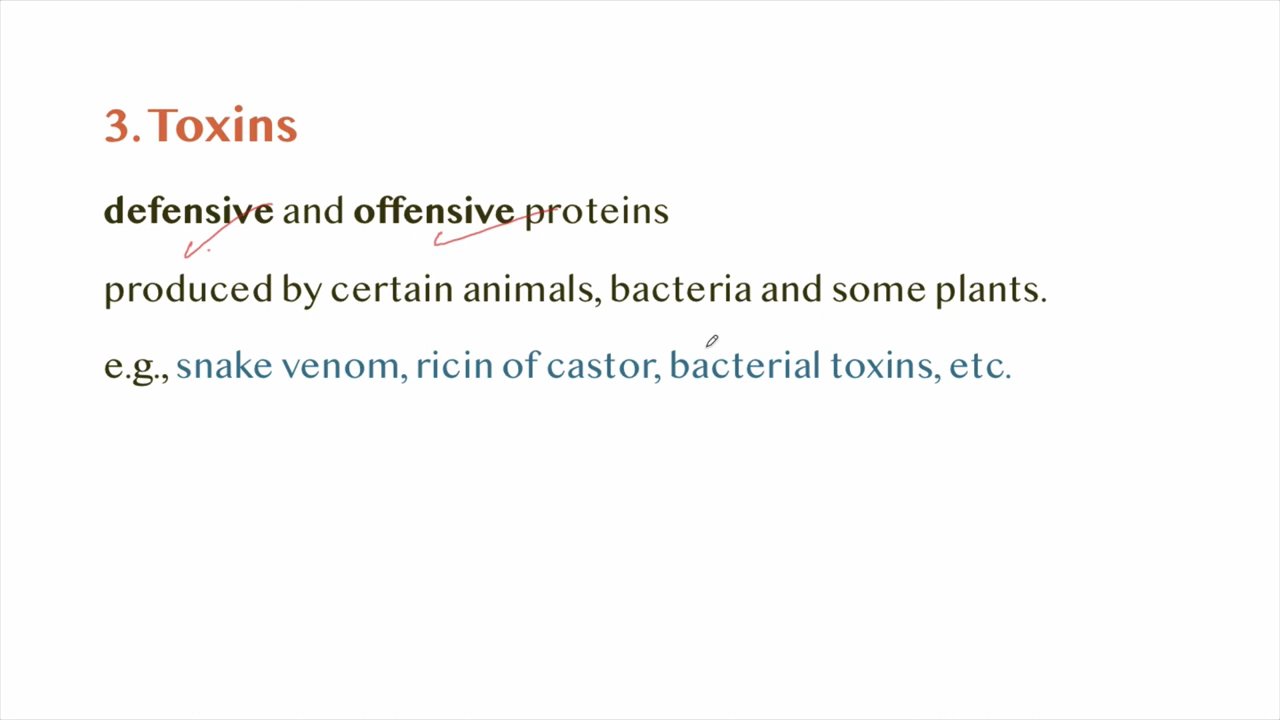 3. Toxins
defensive and offensive proteins
produced by certain animals, bacteria and some plants.
e.g., snake venom, ricin of castor, bacterial toxins, etc.